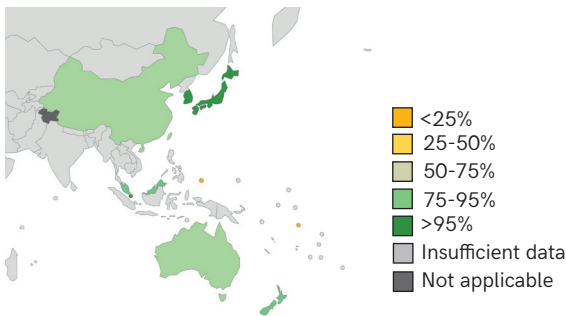 <25%
25-50%
50-75%
75-95%
>95%
Insufficient data
Not applicable